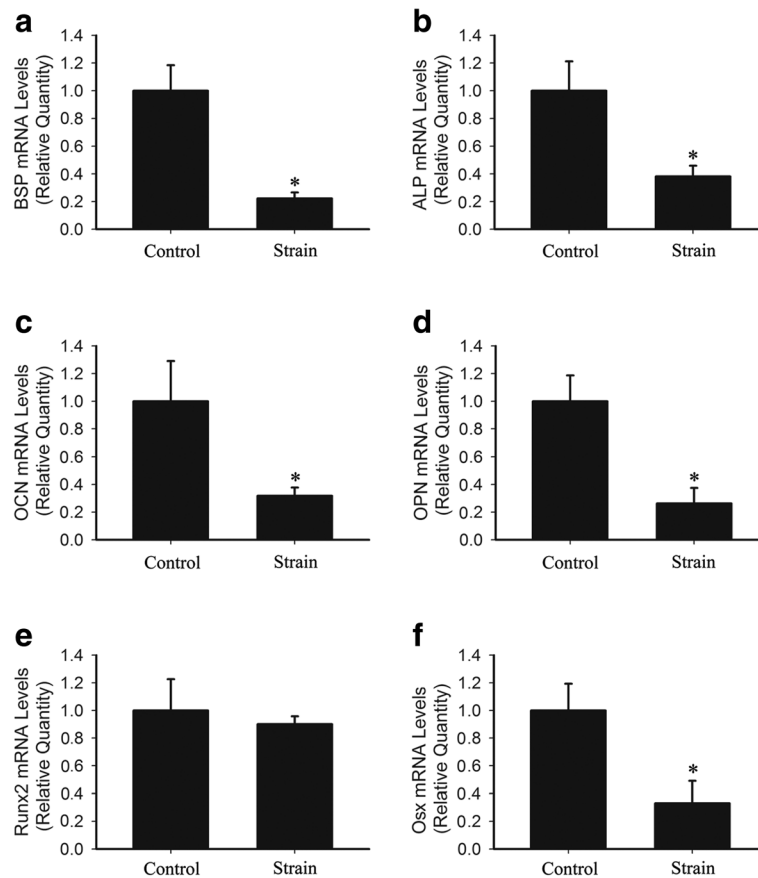 a
BSP mRNA Levels
(Relative Quantity)
1.4
1.2
1.0
0.8
0.6
0.4
0.2
0.0
*
Control Strain
b
ALP mRNA Levels
(Relative Quantity)
1.4
1.2
1.0
0.8
0.6
0.4
0.2
0.0
*
Control Strain
c
OCN mRNA Levels
(Relative Quantity)
1.4
1.2
1.0
0.8
0.6
0.4
0.2
0.0
*
Control Strain
d
OPN mRNA Levels
(Relative Quantity)
1.4
1.2
1.0
0.8
0.6
0.4
0.2
0.0
*
Control Strain
e
Runx2 mRNA Levels
(Relative Quantity)
1.4
1.2
1.0
0.8
0.6
0.4
0.2
0.0
Control Strain
f
Osx mRNA Levels
(Relative Quantity)
1.4
1.2
1.0
0.8
0.6
0.4
0.2
0.0
*
Control Strain